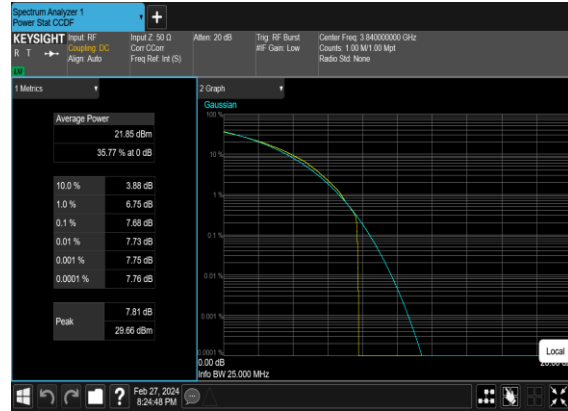 Spectrum Analyzer 1
Power Stat CCDF
KEYSIGHT
R T
LXI
Input: RF
Coupling: DC
Align: Auto
Input Z: 50 Ω
Corr CCorr
Freq Ref: Int (S)
Atten: 20 dB
Trig: RF Burst
#IF Gain: Low
Center Freq: 3.840000000 GHz
Counts: 1.00 M/1.00 Mpt
Radio Std: None
1 Metrics
Average Power
21.85 dBm
35.77 % at 0 dB
10.0 % 3.88 dB
1.0 % 6.75 dB
0.1 % 7.68 dB
0.01 % 7.73 dB
0.001 % 7.75 dB
0.0001 % 7.76 dB
Peak
7.81 dB
29.66 dBm
2 Graph
Gaussian
100 %
10 %
1 %
0.1 %
0.01 %
0.001 %
0.0001 %
0.00 dB
Info BW 25.000 MHz
Local
?
Feb 27, 2024
8:24:48 PM